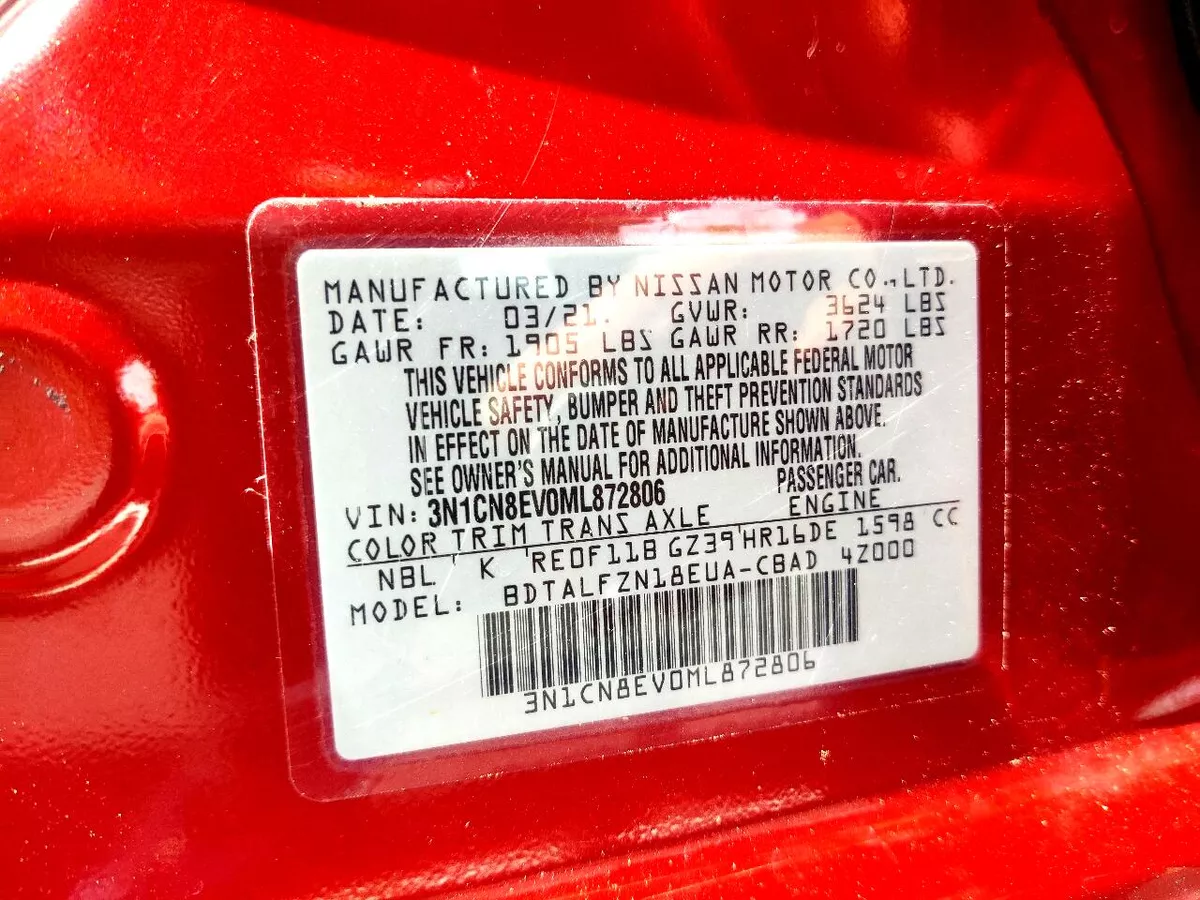 MANUFACTURED BY NISSAN MOTOR CO., LTD.
DATE: 03/21. GVWR: 3624 LBS
GAWR FR: 1905 LBS GAWR RR: 1720 LBS
THIS VEHICLE CONFORMS TO ALL APPLICABLE FEDERAL MOTOR
VEHICLE SAFETY, BUMPER AND THEFT PREVENTION STANDARDS
IN EFFECT ON THE DATE OF MANUFACTURE SHOWN ABOVE.
SEE OWNER'S MANUAL FOR ADDITIONAL INFORMATION.
VIN: 3N1CN8EV0ML872806 PASSENGER CAR.
COLOR TRIM TRANS AXLE ENGINE
NBL K RE0F11B GZ39 HR16DE 1598 CC
MODEL: BDTALFZN18EUA-CBAD 4Z000
3N1CN8EV0ML872806